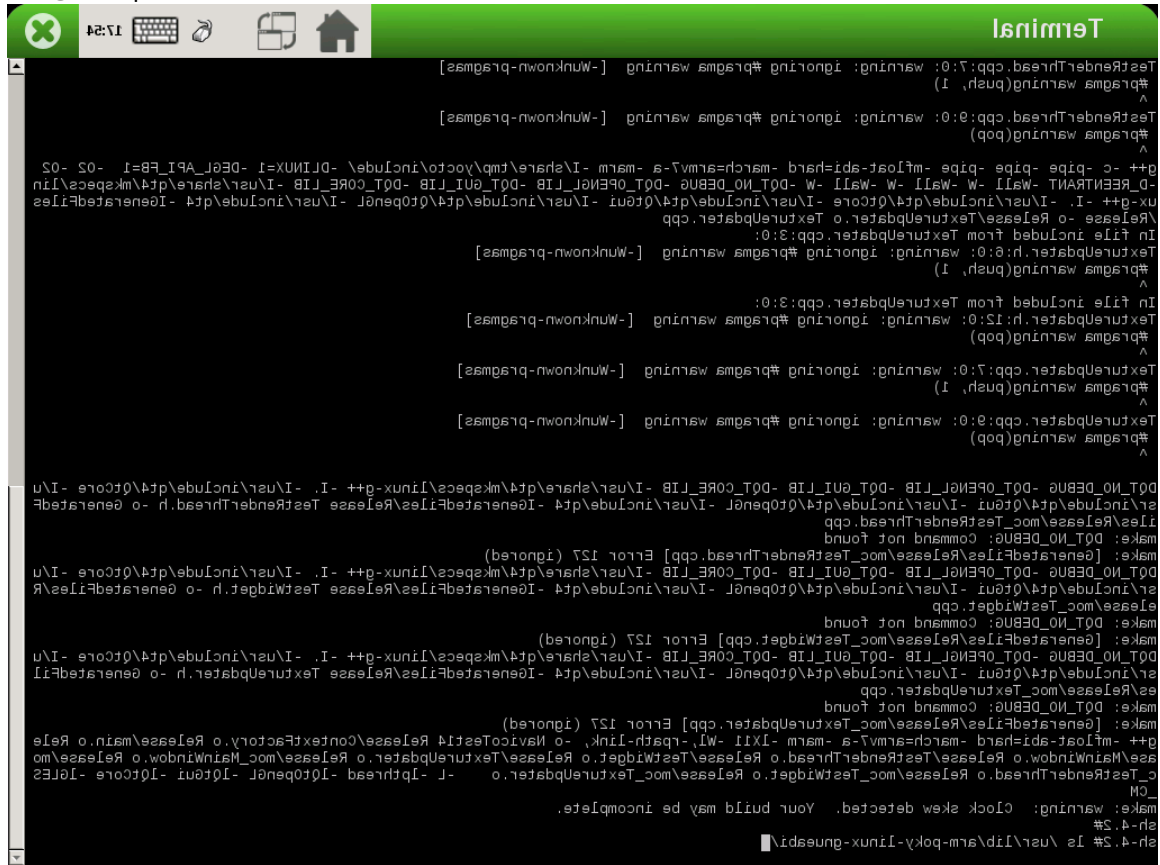 Terminal
17:54
TestRenderThread.cpp:7:0: warning: ignoring #pragma warning  [-Wunknown-pragmas]
 #pragma warning(push, 1)
 ^
TestRenderThread.cpp:9:0: warning: ignoring #pragma warning  [-Wunknown-pragmas]
 #pragma warning(pop)
 ^
g++ -c -pipe -pipe -pipe -mfloat-abi=hard -march=armv7-a -marm -I/share/tmp/yocto/include/ -DLINUX=1 -DEGL_API_FB=1  -O2 -O2
-D_REENTRANT -Wall -W -Wall -W -Wall -W -DQT_NO_DEBUG -DQT_OPENGL_LIB -DQT_GUI_LIB -DQT_CORE_LIB -I/usr/share/qt4/mkspecs/lin
ux-g++ -I. -I/usr/include/qt4/QtCore -I/usr/include/qt4/QtGui -I/usr/include/qt4/QtOpenGL -I/usr/include/qt4 -IGeneratedFiles
/Release -o Release/TextureUpdater.o TextureUpdater.cpp
In file included from TextureUpdater.cpp:3:0:
TextureUpdater.h:6:0: warning: ignoring #pragma warning  [-Wunknown-pragmas]
 #pragma warning(push, 1)
 ^
In file included from TextureUpdater.cpp:3:0:
TextureUpdater.h:12:0: warning: ignoring #pragma warning  [-Wunknown-pragmas]
 #pragma warning(pop)
 ^
TextureUpdater.cpp:7:0: warning: ignoring #pragma warning  [-Wunknown-pragmas]
 #pragma warning(push, 1)
 ^
TextureUpdater.cpp:9:0: warning: ignoring #pragma warning  [-Wunknown-pragmas]
 #pragma warning(pop)
 ^
DQT_NO_DEBUG -DQT_OPENGL_LIB -DQT_GUI_LIB -DQT_CORE_LIB -I/usr/share/qt4/mkspecs/linux-g++ -I. -I/usr/include/qt4/QtCore -I/u
sr/include/qt4/QtGui -I/usr/include/qt4/QtOpenGL -I/usr/include/qt4 -IGeneratedFiles/Release TestRenderThread.h -o GeneratedF
iles/Release/moc_TestRenderThread.cpp
make: DQT_NO_DEBUG: Command not found
make: [GeneratedFiles/Release/moc_TestRenderThread.cpp] Error 127 (ignored)
DQT_NO_DEBUG -DQT_OPENGL_LIB -DQT_GUI_LIB -DQT_CORE_LIB -I/usr/share/qt4/mkspecs/linux-g++ -I. -I/usr/include/qt4/QtCore -I/u
sr/include/qt4/QtGui -I/usr/include/qt4/QtOpenGL -I/usr/include/qt4 -IGeneratedFiles/Release TestWidget.h -o GeneratedFiles/R
elease/moc_TestWidget.cpp
make: DQT_NO_DEBUG: Command not found
make: [GeneratedFiles/Release/moc_TestWidget.cpp] Error 127 (ignored)
DQT_NO_DEBUG -DQT_OPENGL_LIB -DQT_GUI_LIB -DQT_CORE_LIB -I/usr/share/qt4/mkspecs/linux-g++ -I. -I/usr/include/qt4/QtCore -I/u
sr/include/qt4/QtGui -I/usr/include/qt4/QtOpenGL -I/usr/include/qt4 -IGeneratedFiles/Release TextureUpdater.h -o GeneratedFil
es/Release/moc_TextureUpdater.cpp
make: DQT_NO_DEBUG: Command not found
make: [GeneratedFiles/Release/moc_TextureUpdater.cpp] Error 127 (ignored)
g++ -mfloat-abi=hard -march=armv7-a -marm -lX11 -Wl,-rpath-link, -o NavicoTest14 Release/ContextFactory.o Release/main.o Rele
ase/MainWindow.o Release/TestRenderThread.o Release/TestWidget.o Release/TextureUpdater.o Release/moc_MainWindow.o Release/mo
c_TestRenderThread.o Release/moc_TestWidget.o Release/moc_TextureUpdater.o    -L -lpthread -lQtOpenGL -lQtGui -lQtCore -lGLES
_CM
make: warning:  Clock skew detected.  Your build may be incomplete.
sh-4.2#
sh-4.2# ls /usr/lib/arm-poky-linux-gnueabi/